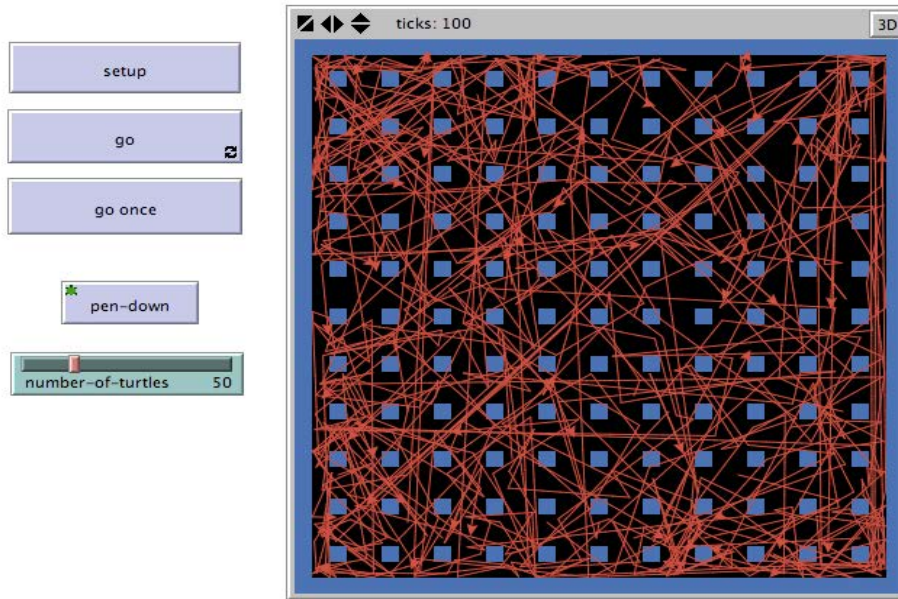 ticks: 100
3D
setup
go
go once
pen-down
number-of-turtles 50